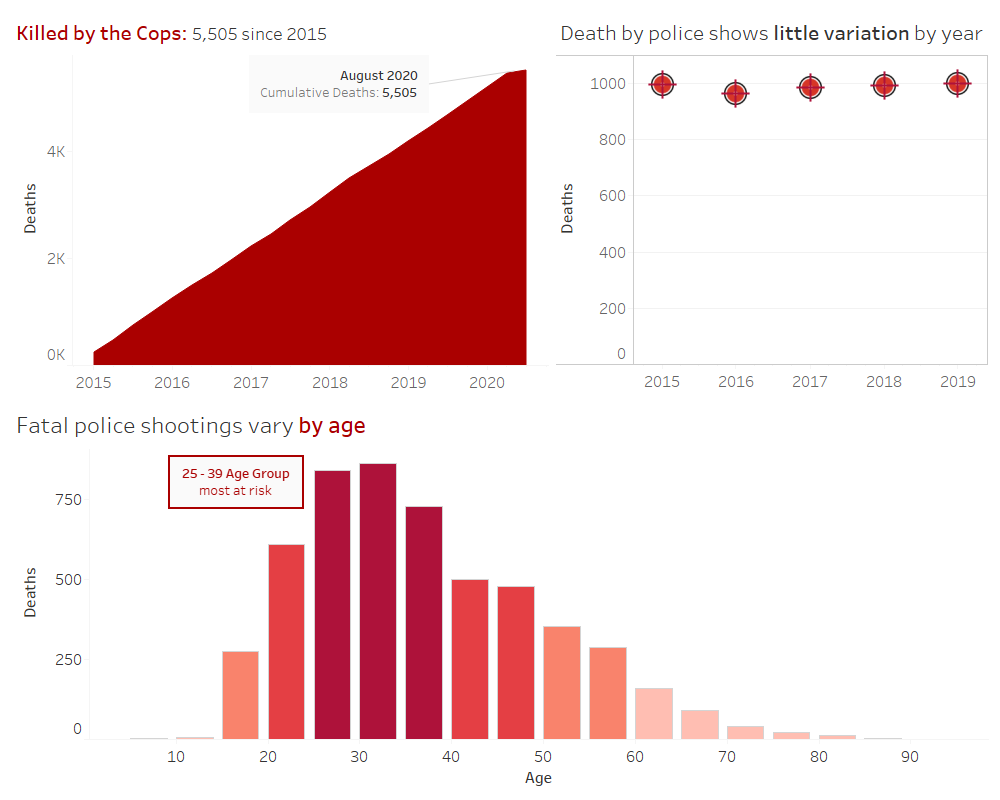 Killed by the Cops: 5,505 since 2015
August 2020
Cumulative Deaths: 5,505
Deaths
4K
2K
0K
2015 2016 2017 2018 2019 2020
Death by police shows little variation by year
Deaths
1000
800
600
400
200
0
2015 2016 2017 2018 2019
Fatal police shootings vary by age
25 - 39 Age Group
most at risk
Deaths
750
500
250
0
10 20 30 40 50 60 70 80 90
Age